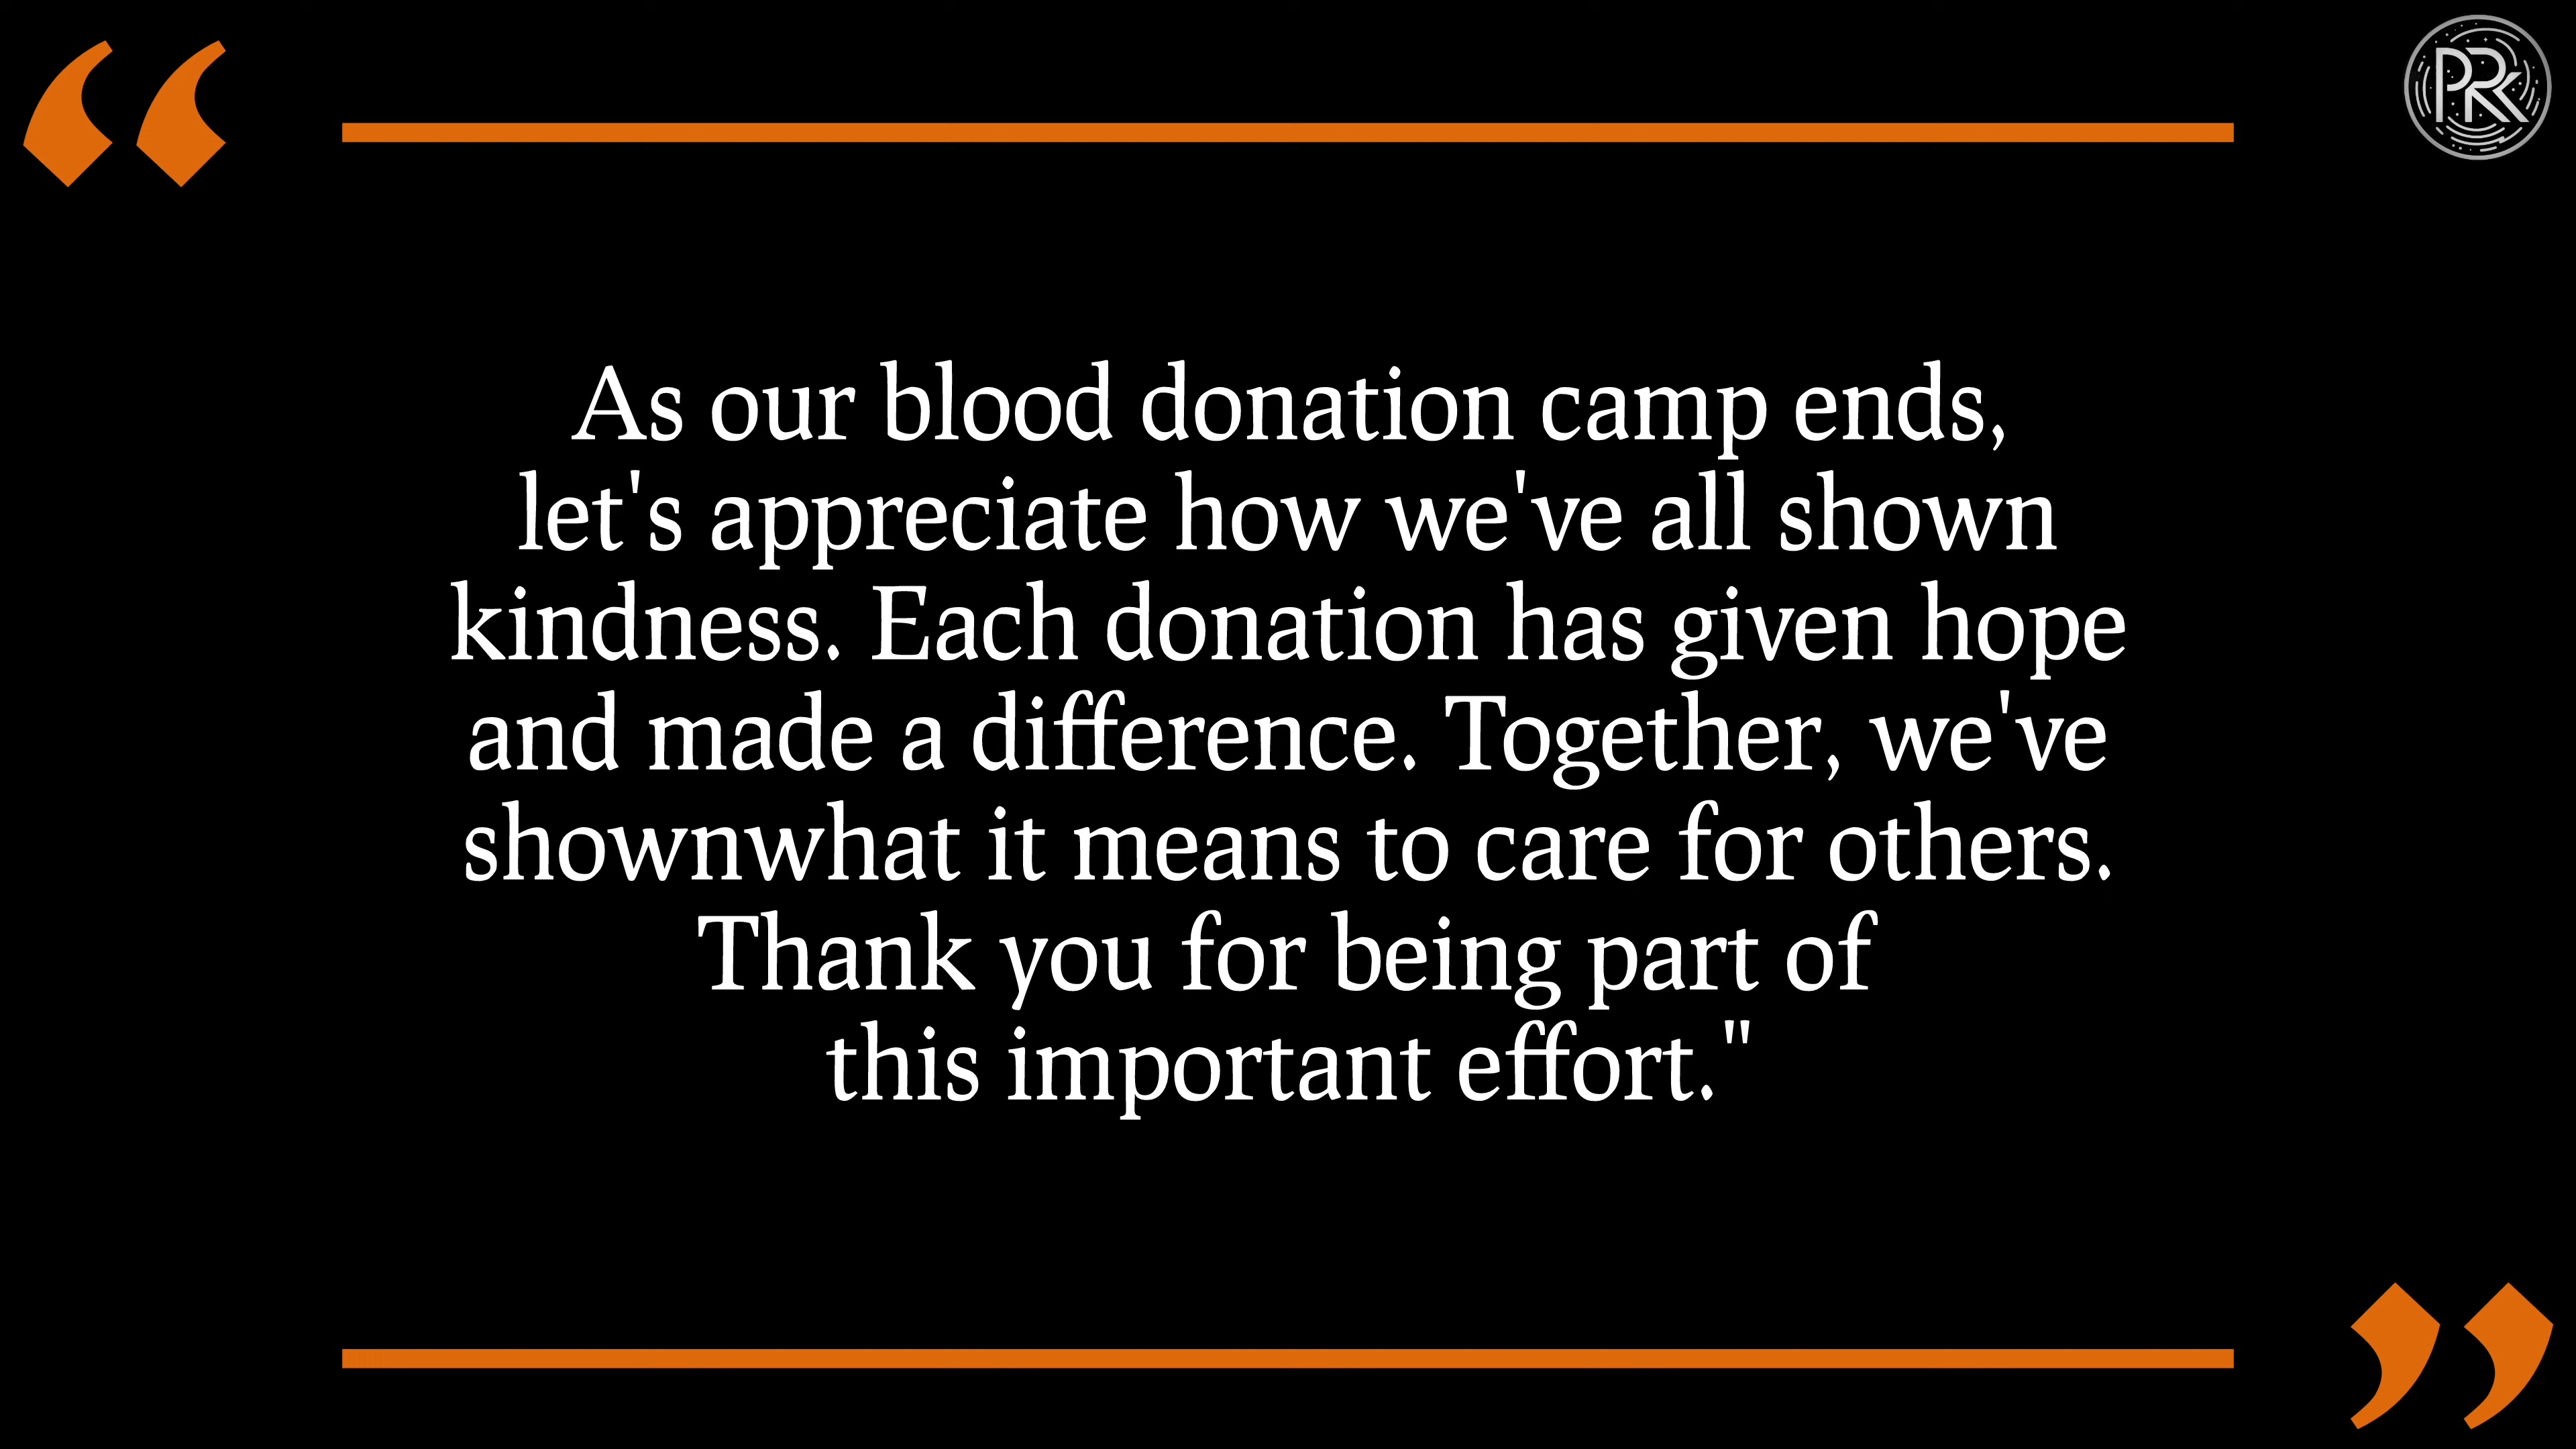 PRK
As our blood donation camp ends,
let's appreciate how we've all shown
kindness. Each donation has given hope
and made a difference. Together, we've
shownwhat it means to care for others.
Thank you for being part of
this important effort."